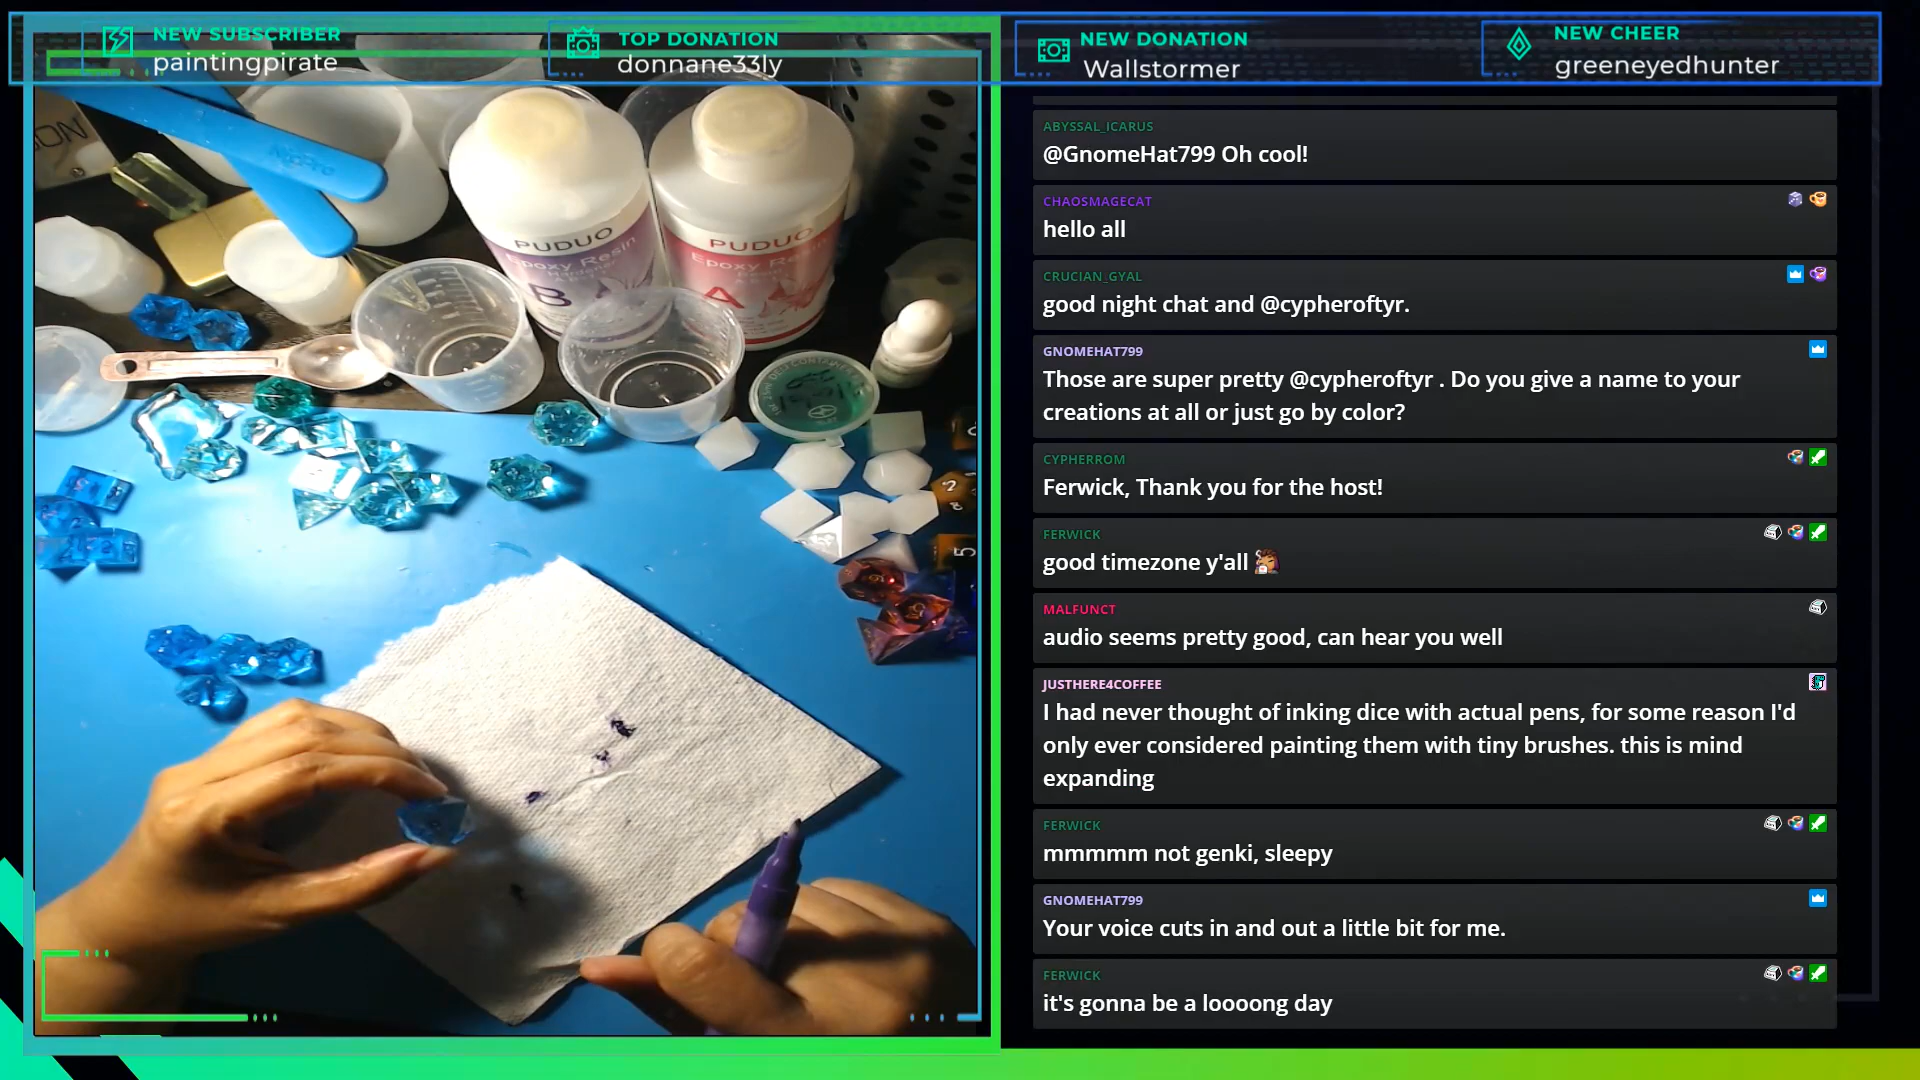 NEW SUBSCRIBER
paintingpirate
TOP DONATION
donnane33ly
NEW DONATION
Wallstormer
NEW CHEER
greeneyedhunter
PUDUO
Epoxy Resin
Hardener
B
PUDUO
Epoxy Resin
A
2
5
ABYSSAL_ICARUS
@GnomeHat799 Oh cool!
CHAOSMAGECAT
hello all
CRUCIAN_GYAL
good night chat and @cypheroftyr.
GNOMEHAT799
Those are super pretty @cypheroftyr . Do you give a name to your
creations at all or just go by color?
CYPHERROM
Ferwick, Thank you for the host!
FERWICK
good timezone y'all
MALFUNCT
audio seems pretty good, can hear you well
JUSTHERE4COFFEE
I had never thought of inking dice with actual pens, for some reason I'd
only ever considered painting them with tiny brushes. this is mind
expanding
FERWICK
mmmmm not genki, sleepy
GNOMEHAT799
Your voice cuts in and out a little bit for me.
FERWICK
it's gonna be a loooong day